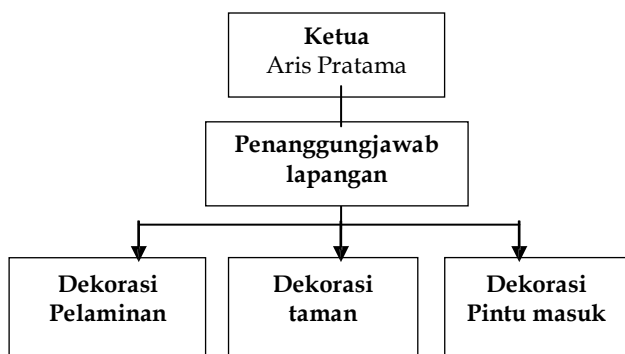 Ketua
Aris Pratama
Penanggungjawab
lapangan
Dekorasi
Pelaminan
Dekorasi
taman
Dekorasi
Pintu masuk